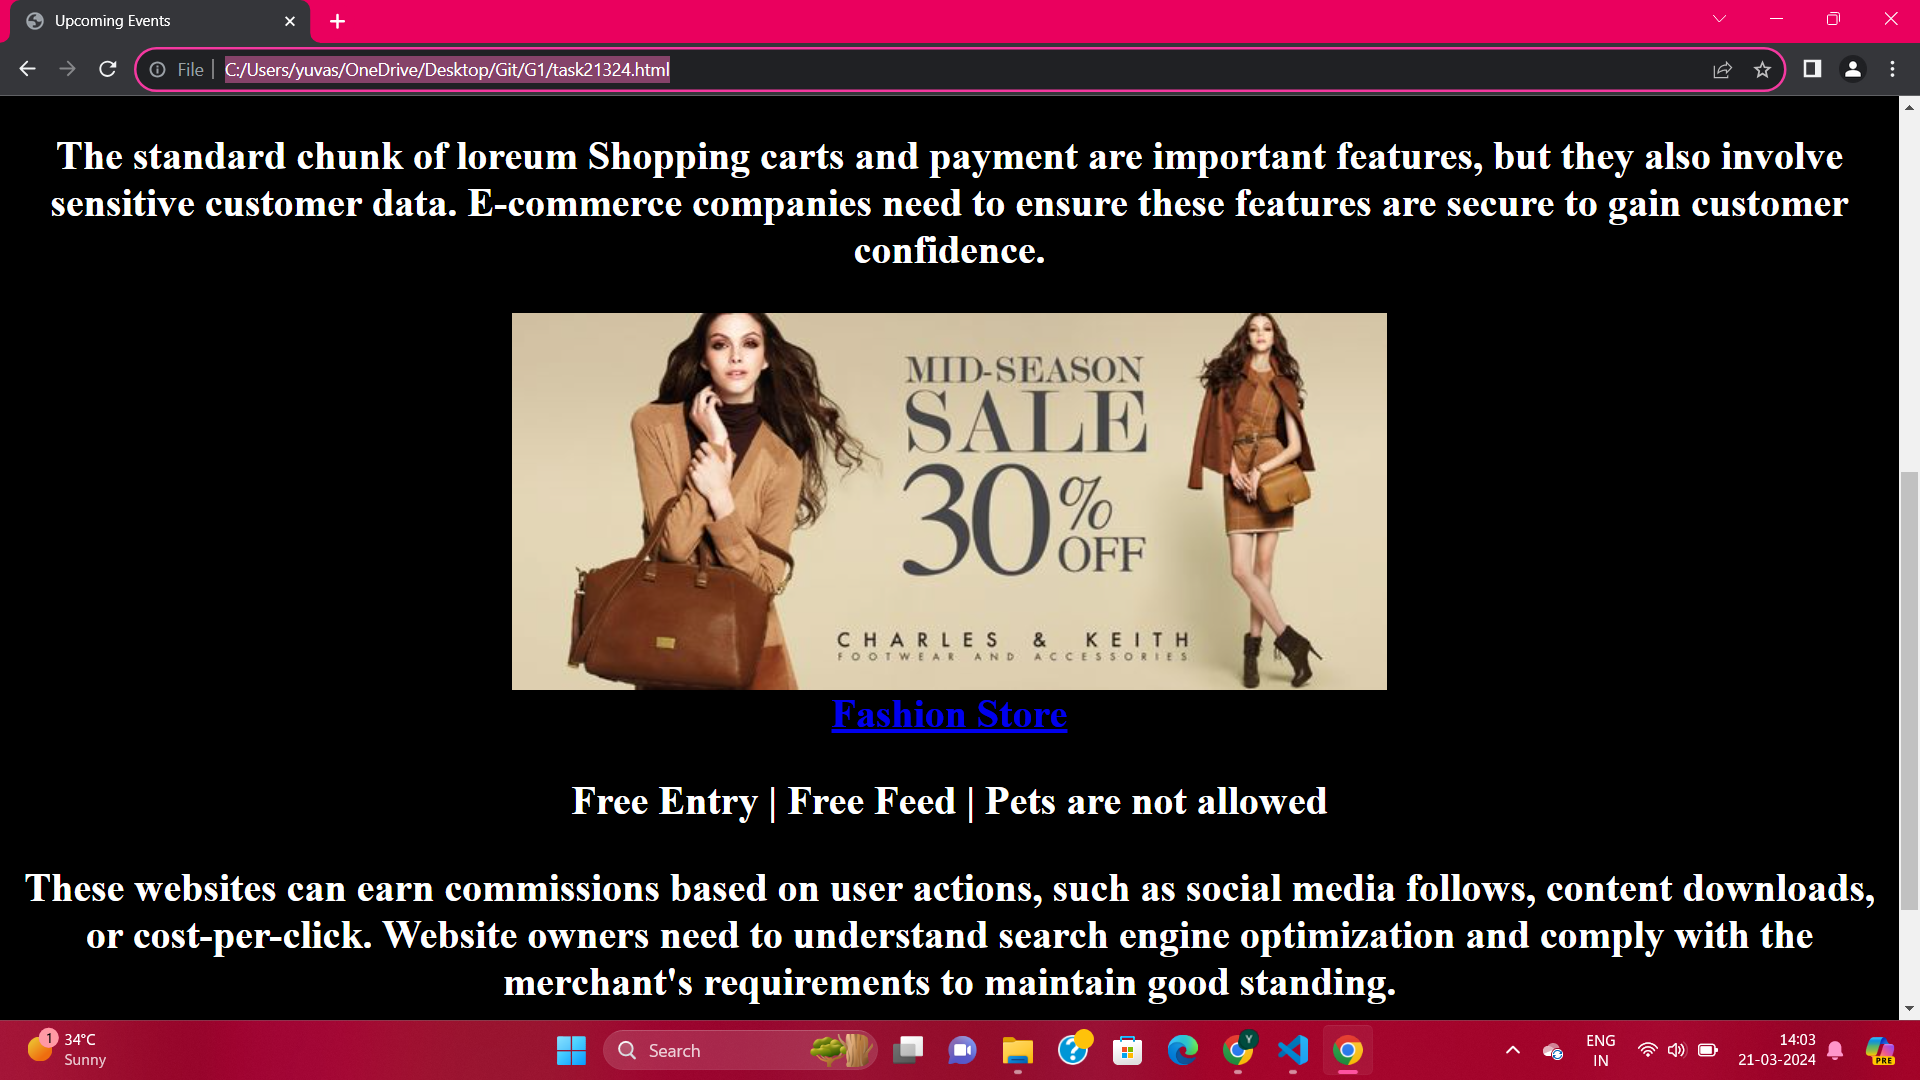 Upcoming Events
File
C:/Users/yuvas/OneDrive/Desktop/Git/G1/task21324.html
The standard chunk of loreum Shopping carts and payment are important features, but they also involve
sensitive customer data. E-commerce companies need to ensure these features are secure to gain customer
confidence.
MID-SEASON
SALE
30%
OFF
CHARLES & KEITH
FOOTWEAR AND ACCESSORIES
Fashion Store
Free Entry | Free Feed | Pets are not allowed
These websites can earn commissions based on user actions, such as social media follows, content downloads,
or cost-per-click. Website owners need to understand search engine optimization and comply with the
merchant's requirements to maintain good standing.
1
34°C
Sunny
Search
Y
ENG
IN
14:03
21-03-2024
PRE